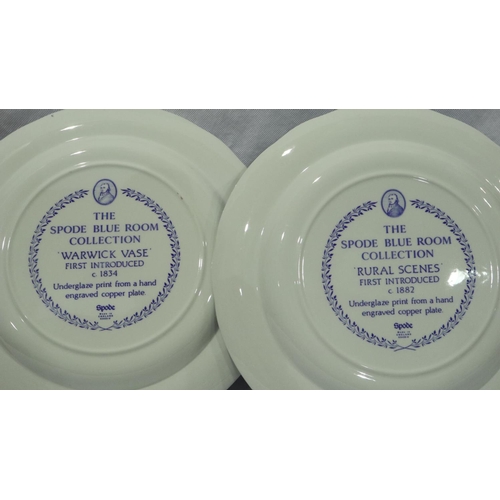 THE
SPODE BLUE ROOM
COLLECTION
'WARWICK VASE'
FIRST INTRODUCED
c. 1834
Underglaze print from a hand
engraved copper plate.
Spode
THE
SPODE BLUE ROOM
COLLECTION
'RURAL SCENES'
FIRST INTRODUCED
c. 1882
Underglaze print from a hand
engraved copper plate.
Spode